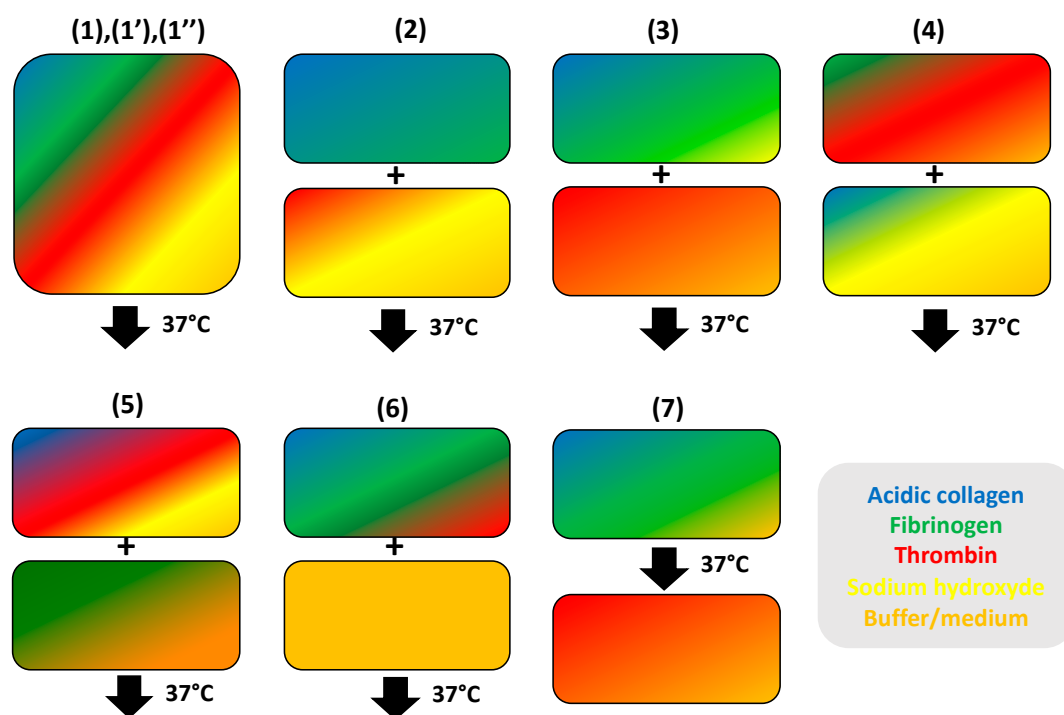 (1),(1’),(1’’)
(2)
(3)
(4)
+
+
+
37°C
37°C
37°C
37°C
(5)
(6)
(7)
+
+
37°C
37°C
37°C
Acidic collagen
Fibrinogen
Thrombin
Sodium hydroxyde
Buffer/medium